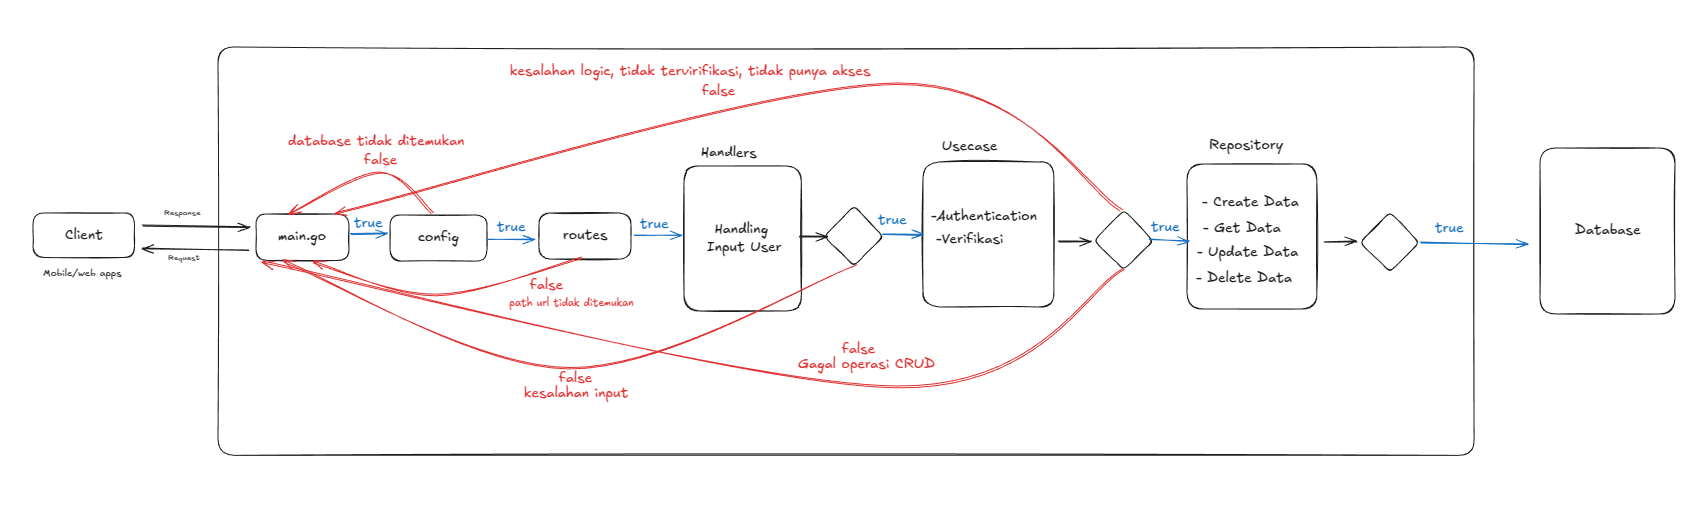 kesalahan logic, tidak tervirifikasi, tidak punya akses
false
database tidak ditemukan
false
Handlers
Usecase
Repository
Client
Response
Request
Mobile/web apps
main.go
true
config
true
routes
true
Handling
Input User
true
-Authentication
-Verifikasi
true
- Create Data
- Get Data
- Update Data
- Delete Data
true
Database
false
path url tidak ditemukan
false
Gagal operasi CRUD
false
kesalahan input